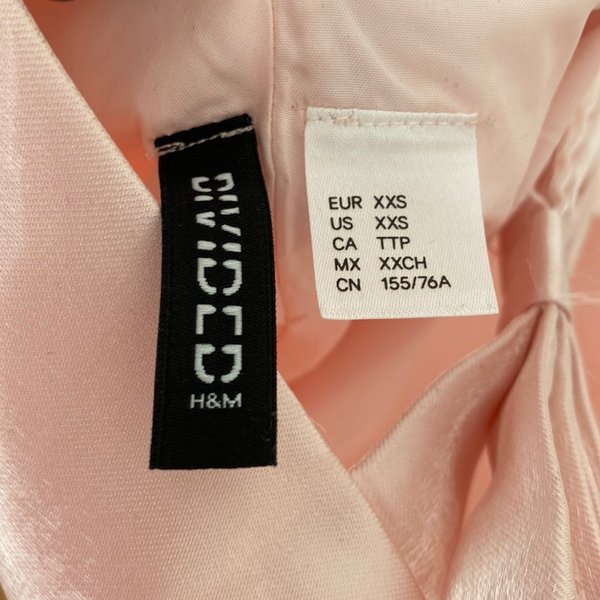 DIVIDED
H&M
EUR XXS
US XXS
CA TTP
MX XXCH
CN 155/76A